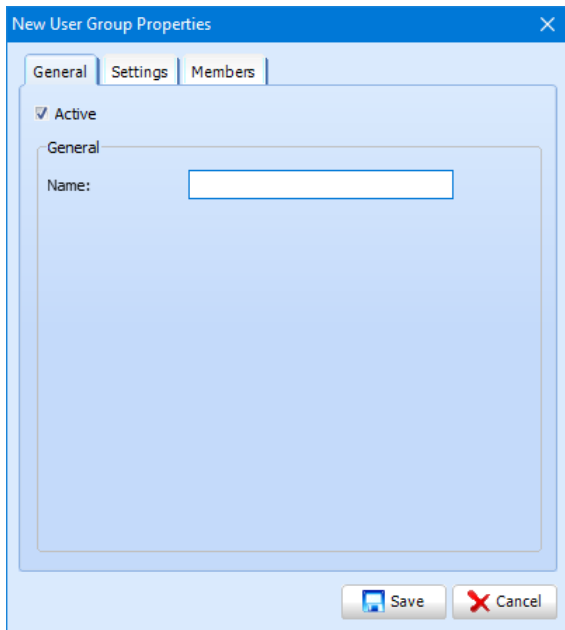 New User Group Properties
General Settings Members
Active
General
Name:
Save Cancel